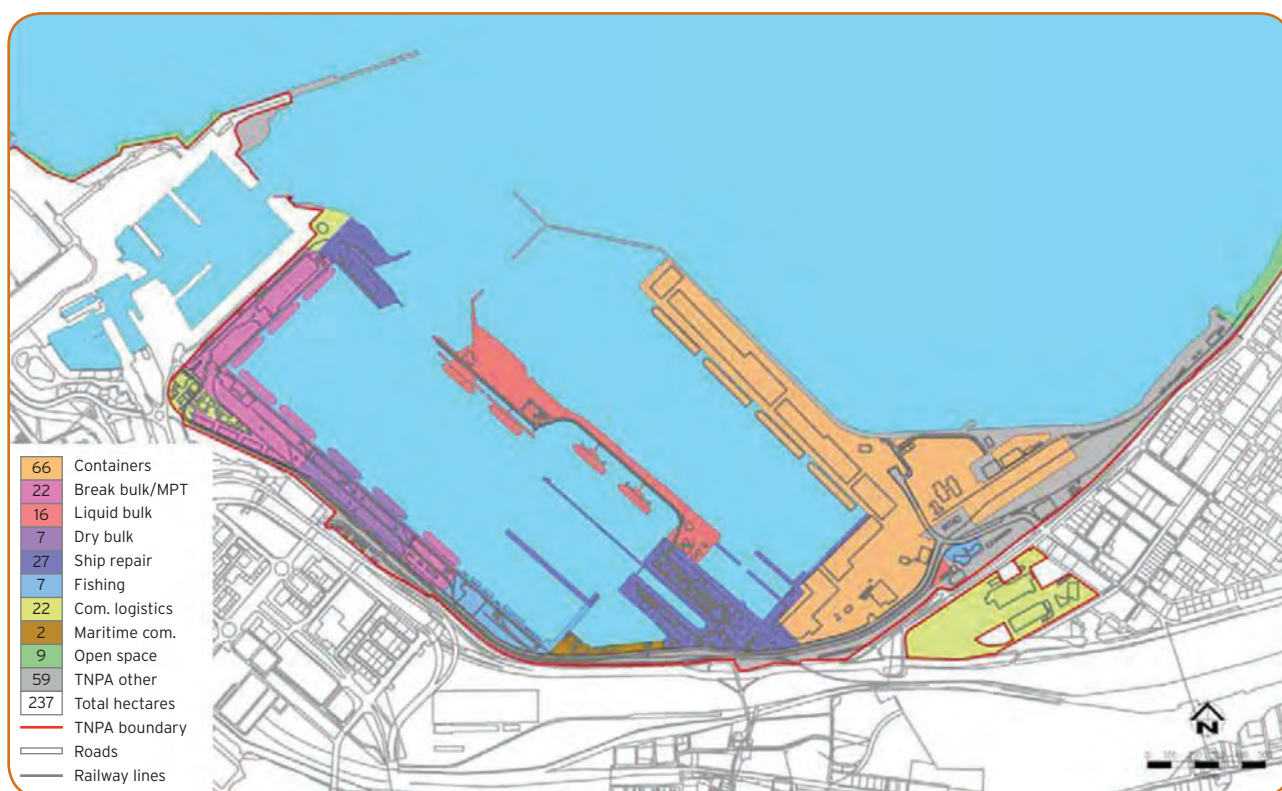 66 Containers
22 Break bulk/MPT
16 Liquid bulk
7 Dry bulk
27 Ship repair
7 Fishing
22 Com. logistics
2 Maritime com.
9 Open space
59 TNPA other
237 Total hectares
TNPA boundary
Roads
Railway lines
N